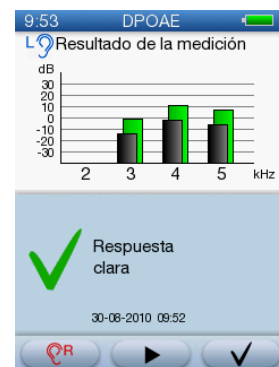 9:53 DPOAE
L Resultado de la medición
dB
30
20
10
0
-10
-20
-30
2 3 4 5 kHz
Respuesta
clara
30-08-2010 09:52
R